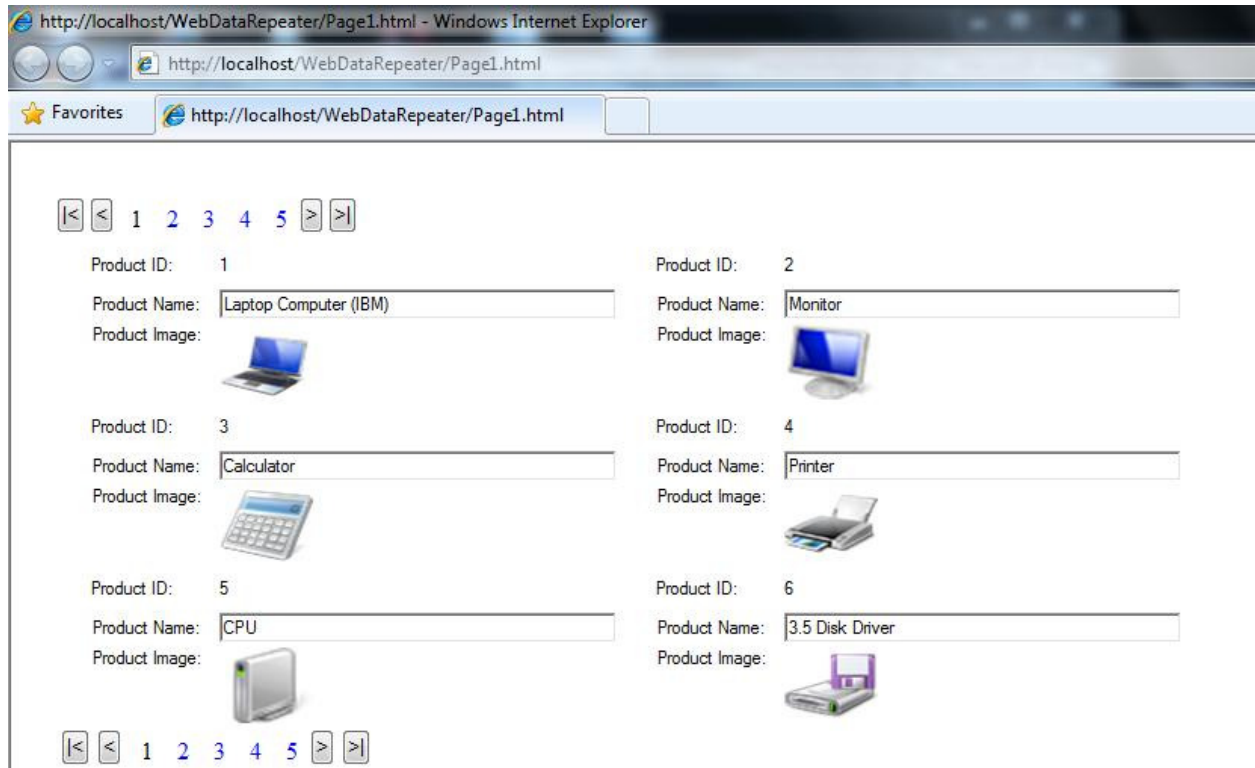 http://localhost/WebDataRepeater/Page1.html - Windows Internet Explorer
http://localhost/WebDataRepeater/Page1.html
Favorites http://localhost/WebDataRepeater/Page1.html
|< < 1 2 3 4 5 > >|
Product ID: 1 Product ID: 2
Product Name: Laptop Computer (IBM) Product Name: Monitor
Product Image: Product Image:
Product ID: 3 Product ID: 4
Product Name: Calculator Product Name: Printer
Product Image: Product Image:
Product ID: 5 Product ID: 6
Product Name: CPU Product Name: 3.5 Disk Driver
Product Image: Product Image:
|< < 1 2 3 4 5 > >|